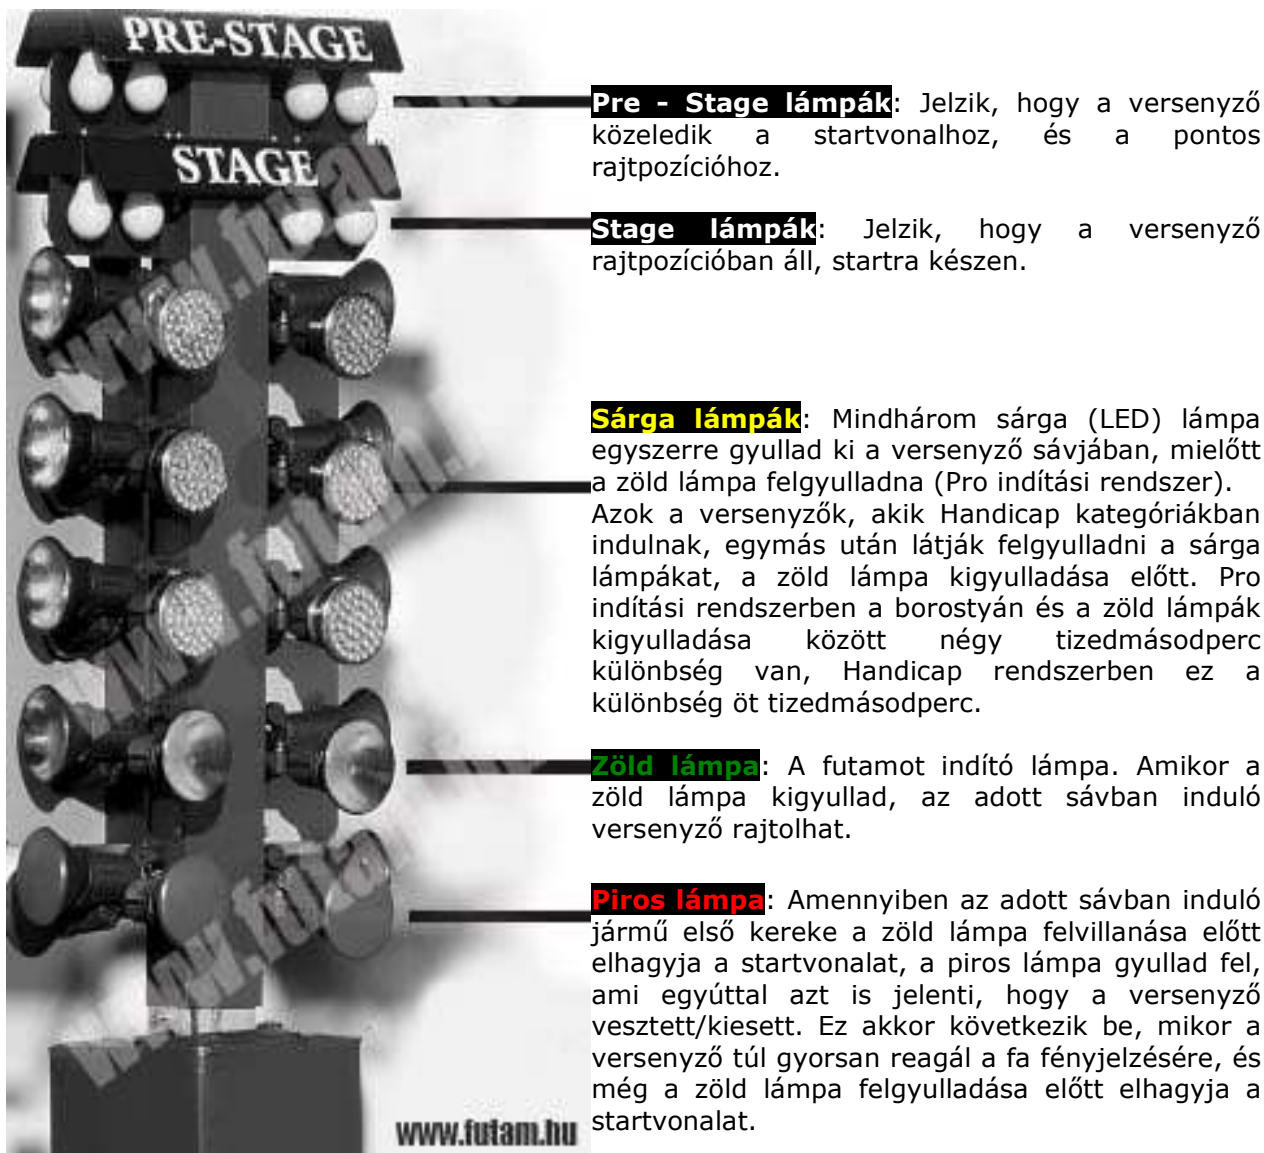 PRE-STAGE
STAGE
Pre - Stage lámpák: Jelzik, hogy a versenyző
közeledik a startvonalhoz, és a pontos
rajtpozícióhoz.
Stage lámpák: Jelzik, hogy a versenyző
rajtpozícióban áll, startra készen.
Sárga lámpák: Mindhárom sárga (LED) lámpa
egyszerre gyullad ki a versenyző sávjában, mielőtt
a zöld lámpa felgyulladna (Pro indítási rendszer).
Azok a versenyzők, akik Handicap kategóriákban
indulnak, egymás után látják felgyulladni a sárga
lámpákat, a zöld lámpa kigyulladása előtt. Pro
indítási rendszerben a borostyán és a zöld lámpák
kigyulladása között négy tizedmásodperc
különbség van, Handicap rendszerben ez a
különbség öt tizedmásodperc.
Zöld lámpa: A futamot indító lámpa. Amikor a
zöld lámpa kigyullad, az adott sávban induló
versenyző rajtolhat.
Piros lámpa: Amennyiben az adott sávban induló
jármű első kereke a zöld lámpa felvillanása előtt
elhagyja a startvonalat, a piros lámpa gyullad fel,
ami egyúttal azt is jelenti, hogy a versenyző
vesztett/kiesett. Ez akkor következik be, mikor a
versenyző túl gyorsan reagál a fa fényjelzésére, és
még a zöld lámpa felgyulladása előtt elhagyja a
startvonalat.
www.futam.hu